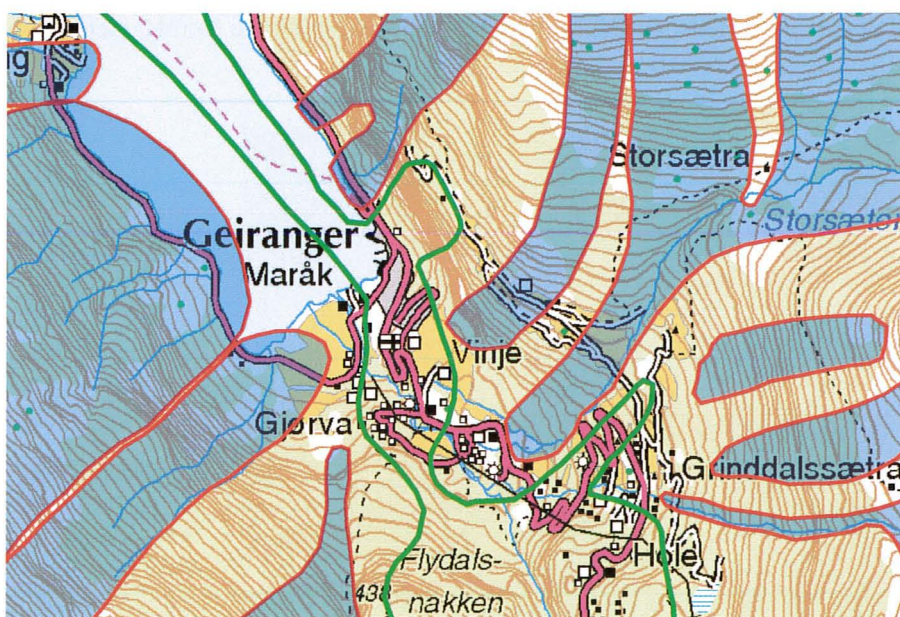 Storsætra
Geiranger
Maråk
Vinje
Gjørva
Grinddalssætra
Hole
Flydals-
438
nakken